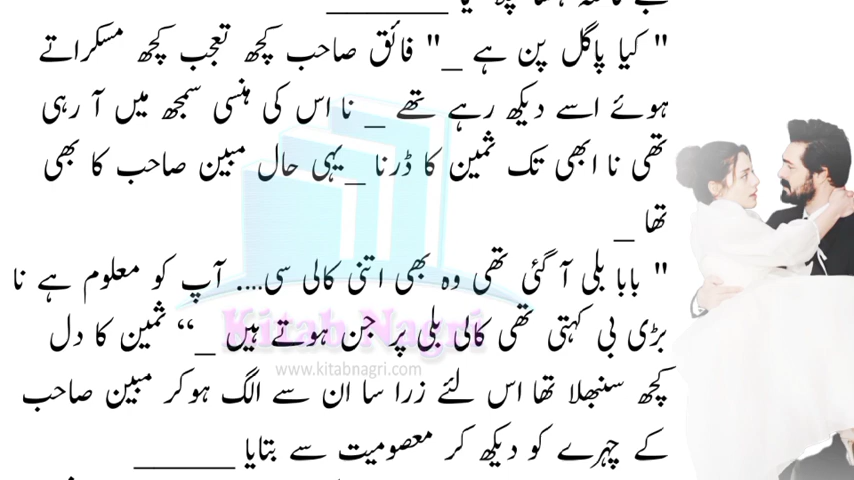 " کیا پاگل پن ہے _" فائق صاحب کچھ تعجب کچھ مسکراتے
ہوئے اسے دیکھ رہے تھے _ نا اس کی ہنسی سمجھ میں آ رہی
تھی نا ابھی تک ثمین کا ڈرنا _یہی حال مبین صاحب کا بھی
تھا _
" بابا بلی آ گئی تھی وہ بھی اتنی کالی سی.... آپ کو معلوم ہے نا
بڑی بی کہتی تھی کالی بلی پر جن ہوتے ہیں _“ ثمین کا دل
کچھ سنبھلا تھا اس لئے زرا سا ان سے الگ ہوکر مبین صاحب
کے چہرے کو دیکھ کر معصومیت سے بتایا ______
Kitab Nagri
www.kitabnagri.com